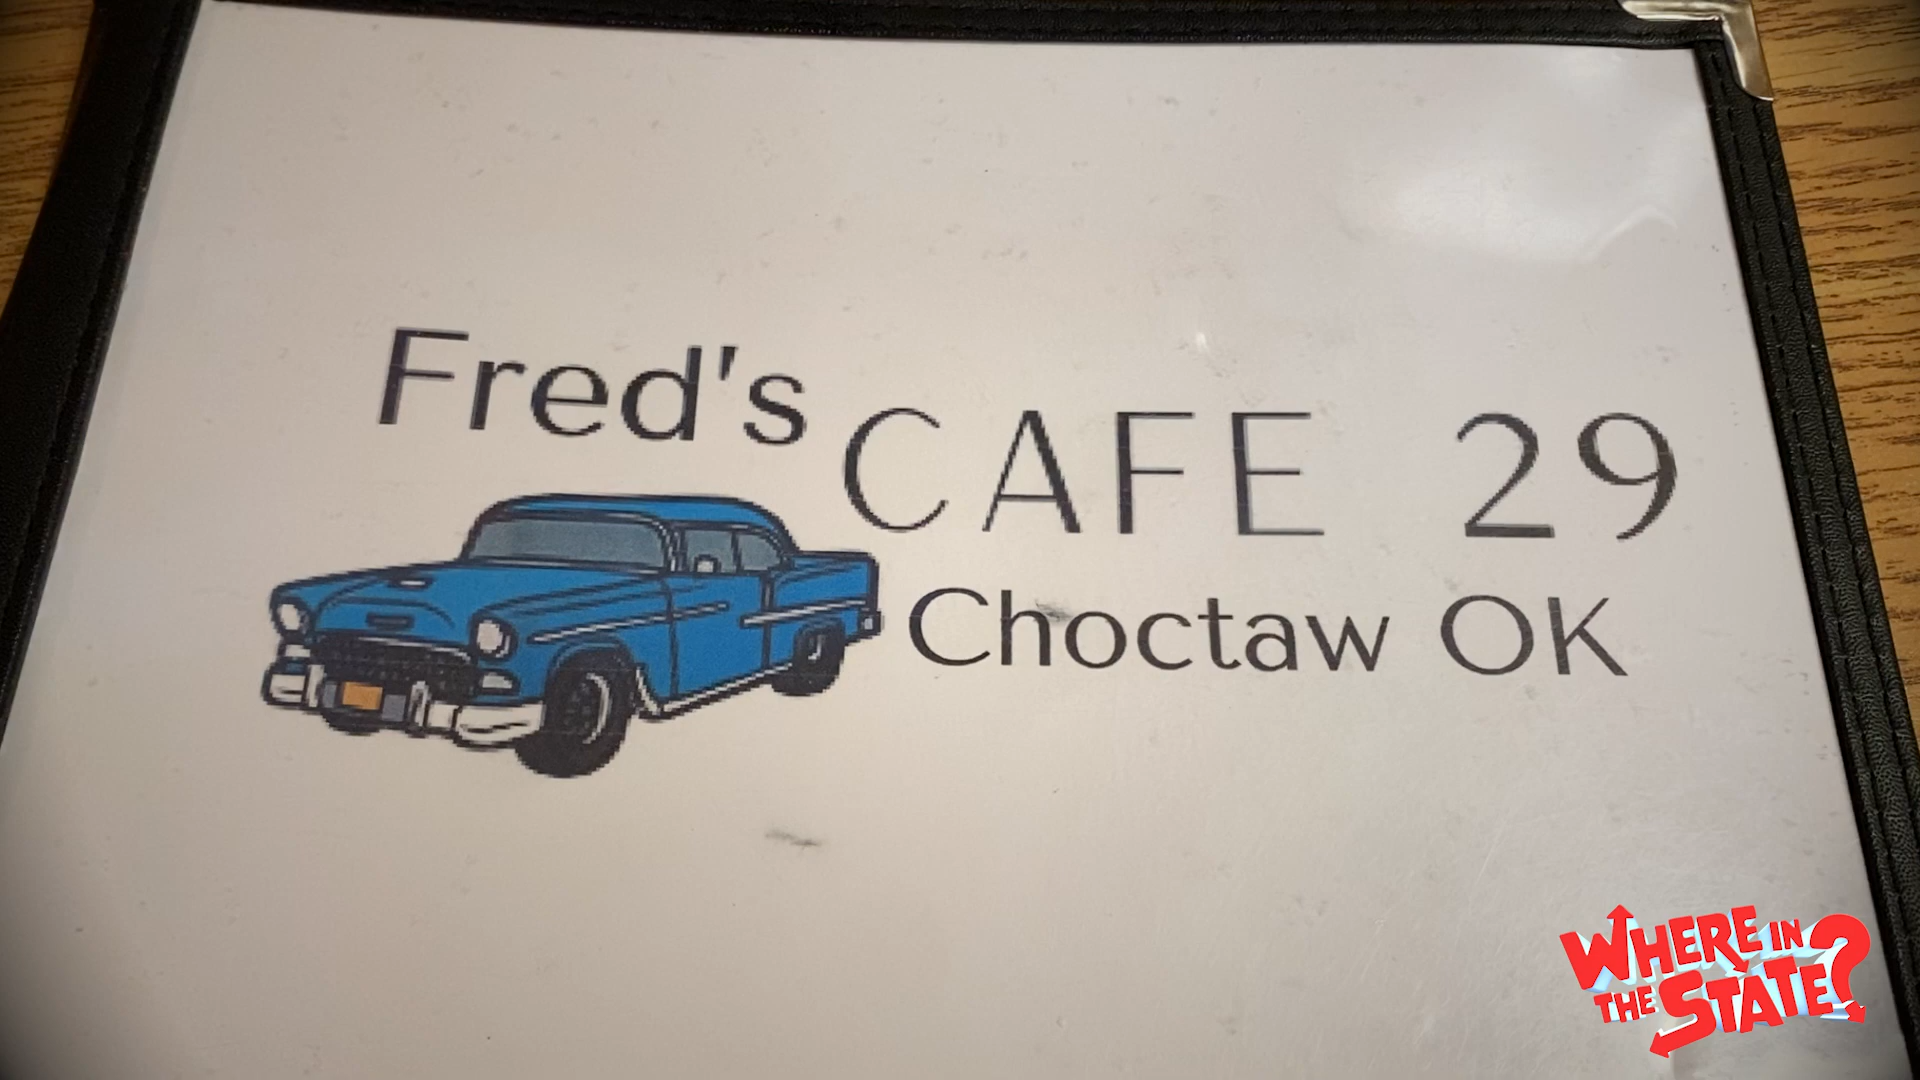 Fred's
CAFE 29
Choctaw OK
WHERE IN
THE STATE?